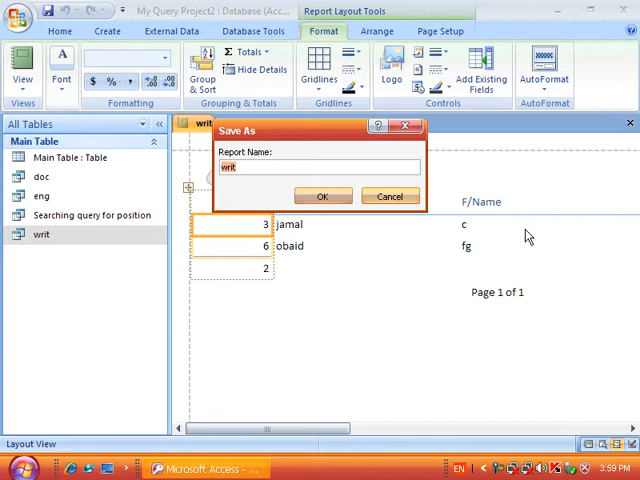 My Query Project2 : Database (Acc...
Report Layout Tools
Home
Create
External Data
Database Tools
Format
Arrange
Page Setup
View
Views
Font
$ % ,
Formatting
Group
& Sort
Totals
Hide Details
Grouping & Totals
Gridlines
Gridlines
Logo
Add Existing
Fields
Controls
AutoFormat
AutoFormat
All Tables
Main Table
Main Table : Table
doc
eng
Searching query for position
writ
writ
Save As
Report Name:
writ
OK
Cancel
F/Name
3 jamal c
6 obaid fg
2
Page 1 of 1
Layout View
Microsoft Access - ...
EN
3:59 PM